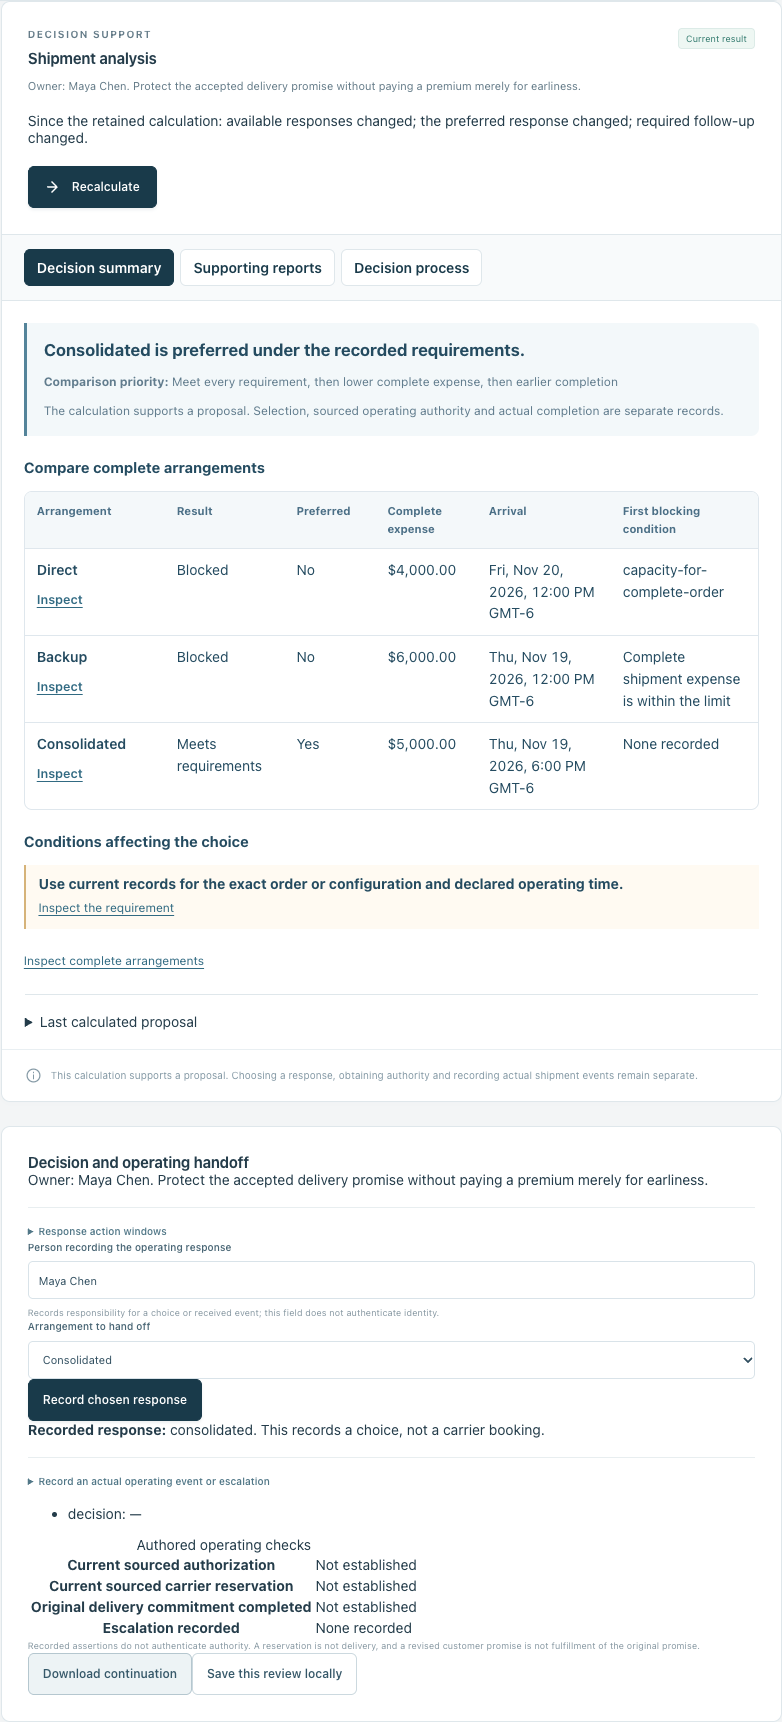 DECISION SUPPORT
Current result
Shipment analysis
Owner: Maya Chen. Protect the accepted delivery promise without paying a premium merely for earliness.
Since the retained calculation: available responses changed; the preferred response changed; required follow-up
changed.
Recalculate
Decision summary
Supporting reports
Decision process
Consolidated is preferred under the recorded requirements.
Comparison priority: Meet every requirement, then lower complete expense, then earlier completion
The calculation supports a proposal. Selection, sourced operating authority and actual completion are separate records.
Compare complete arrangements
Arrangement Result Preferred Complete expense Arrival First blocking condition
Direct Blocked No $4,000.00 Fri, Nov 20, 2026, 12:00 PM GMT-6 capacity-for-complete-order
Inspect
Backup Blocked No $6,000.00 Thu, Nov 19, 2026, 12:00 PM GMT-6 Complete shipment expense is within the limit
Inspect
Consolidated Meets requirements Yes $5,000.00 Thu, Nov 19, 2026, 6:00 PM GMT-6 None recorded
Inspect
Conditions affecting the choice
Use current records for the exact order or configuration and declared operating time.
Inspect the requirement
Inspect complete arrangements
Last calculated proposal
This calculation supports a proposal. Choosing a response, obtaining authority and recording actual shipment events remain separate.
Decision and operating handoff
Owner: Maya Chen. Protect the accepted delivery promise without paying a premium merely for earliness.
Response action windows
Person recording the operating response
Maya Chen
Records responsibility for a choice or received event; this field does not authenticate identity.
Arrangement to hand off
Consolidated
Record chosen response
Recorded response: consolidated. This records a choice, not a carrier booking.
Record an actual operating event or escalation
• decision: —
Authored operating checks
Current sourced authorization Not established
Current sourced carrier reservation Not established
Original delivery commitment completed Not established
Escalation recorded None recorded
Recorded assertions do not authenticate authority. A reservation is not delivery, and a revised customer promise is not fulfillment of the original promise.
Download continuation
Save this review locally